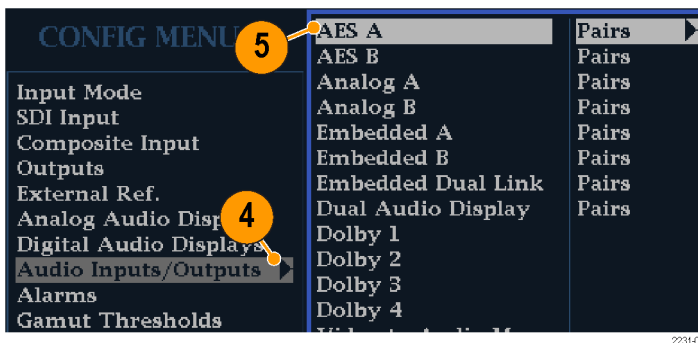 CONFIG MENU
Input Mode
SDI Input
Composite Input
Outputs
External Ref.
Analog Audio
Digital Audio Displays
Audio Inputs/Outputs
Alarms
Gamut Thresholds
4
5
AES A Pairs
AES B Pairs
Analog A Pairs
Analog B Pairs
Embedded A Pairs
Embedded B Pairs
Embedded Dual Link Pairs
Dual Audio Display Pairs
Dolby 1
Dolby 2
Dolby 3
Dolby 4